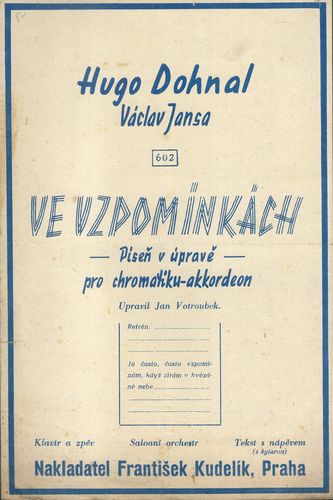 Hugo Dohnal
Václav Jansa
602
VE VZPOMÍNKÁCH
— Píseň v úpravě —
pro chromatiku-akkordeon
Upravil Jan Votroubek.
Refrén:
Já často, často vzpomí-
nám, když zírám v hvězd-
né nebe
Klavír a zpěv Salonní orchestr Tekst s nápěvem
(s kytarou)
Nakladatel František Kudelík, Praha